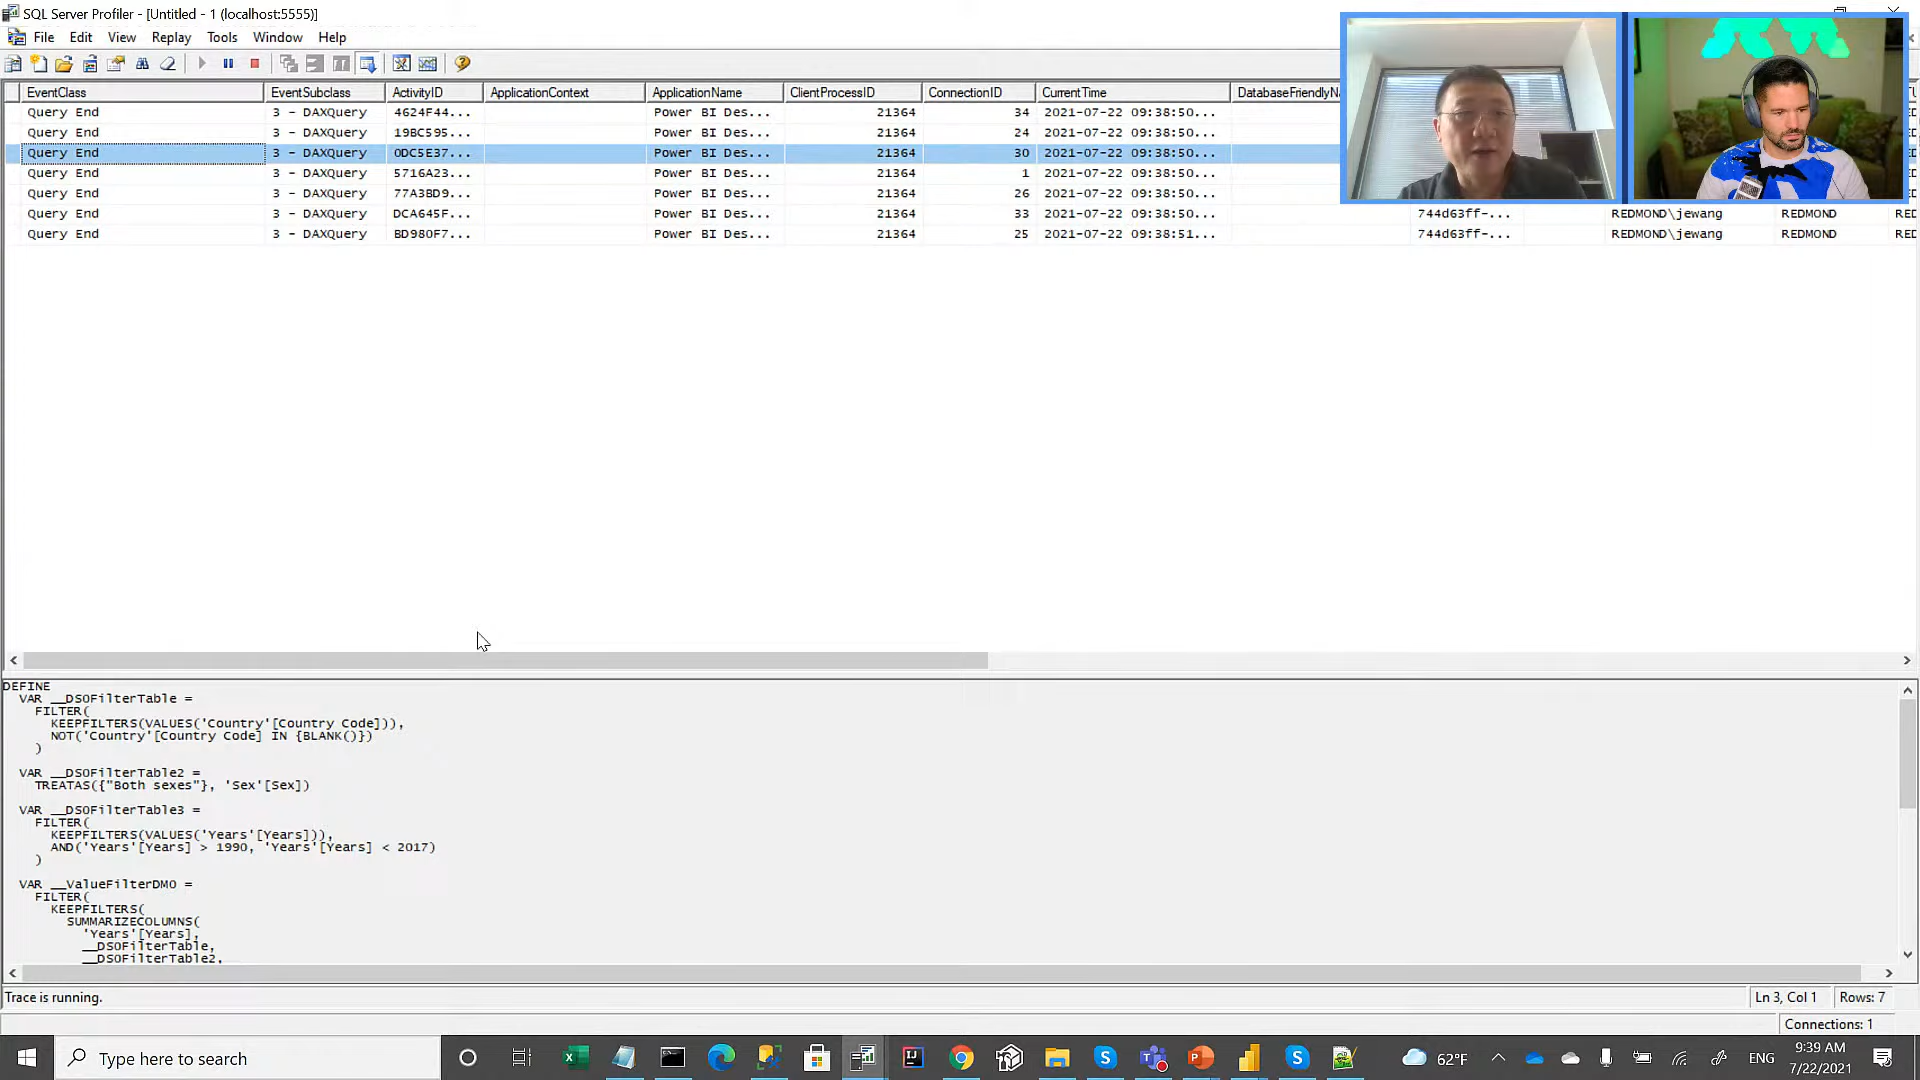 SQL Server Profiler - [Untitled - 1 (localhost:5555)]
File Edit View Replay Tools Window Help
EventClass EventSubclass ActivityID ApplicationContext ApplicationName ClientProcessID ConnectionID CurrentTime DatabaseFriendlyNa
Query End 3 - DAXQuery 4624F44... Power BI Des... 21364 34 2021-07-22 09:38:50...
Query End 3 - DAXQuery 19BC595... Power BI Des... 21364 24 2021-07-22 09:38:50...
Query End 3 - DAXQuery 0DC5E37... Power BI Des... 21364 30 2021-07-22 09:38:50...
Query End 3 - DAXQuery 5716A23... Power BI Des... 21364 1 2021-07-22 09:38:50...
Query End 3 - DAXQuery 77A3BD9... Power BI Des... 21364 26 2021-07-22 09:38:50...
Query End 3 - DAXQuery DCA645F... Power BI Des... 21364 33 2021-07-22 09:38:50... 744d63ff-... REDMOND\jewang REDMOND RED
Query End 3 - DAXQuery BD980F7... Power BI Des... 21364 25 2021-07-22 09:38:51... 744d63ff-... REDMOND\jewang REDMOND RED
DEFINE
VAR __DS0FilterTable =
FILTER(
KEEPFILTERS(VALUES('Country'[Country Code])),
NOT('Country'[Country Code] IN {BLANK()})
)
VAR __DS0FilterTable2 =
TREATAS({"Both sexes"}, 'Sex'[Sex])
VAR __DS0FilterTable3 =
FILTER(
KEEPFILTERS(VALUES('Years'[Years])),
AND('Years'[Years] > 1990, 'Years'[Years] < 2017)
)
VAR __ValueFilterDM0 =
FILTER(
KEEPFILTERS(
SUMMARIZECOLUMNS(
'Years'[Years],
__DS0FilterTable,
__DS0FilterTable2,
Trace is running.
Ln 3, Col 1 Rows: 7
Connections: 1
Type here to search
62°F
ENG
9:39 AM
7/22/2021